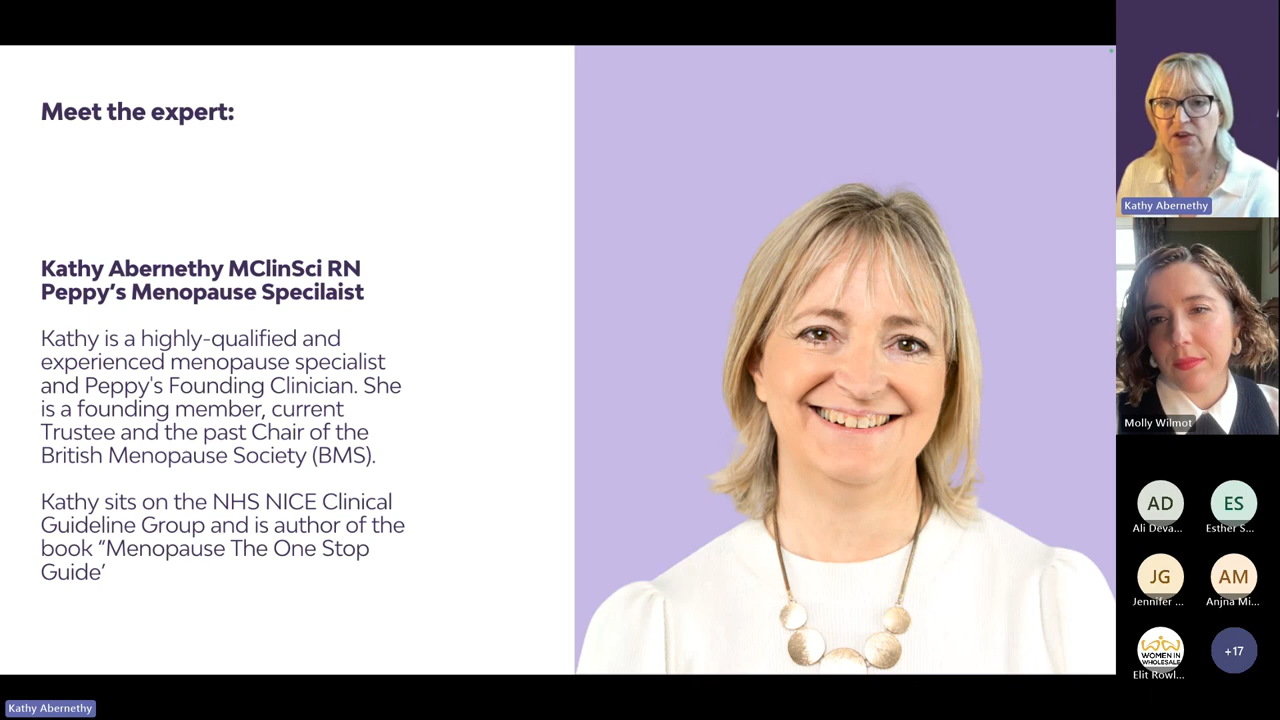 Meet the expert:
Kathy Abernethy MClinSci RN
Peppy's Menopause Specilaist
Kathy is a highly-qualified and
experienced menopause specialist
and Peppy's Founding Clinician. She
is a founding member, current
Trustee and the past Chair of the
British Menopause Society (BMS).
Kathy sits on the NHS NICE Clinical
Guideline Group and is author of the
book “Menopause The One Stop
Guide’
Kathy Abernethy
Molly Wilmot
AD
ES
Ali Deva...
Esther S...
JG
AM
Jennifer ...
Anjna Mi...
WOMEN IN
WHOLESALE
+17
Elit Rowl...
Kathy Abernethy